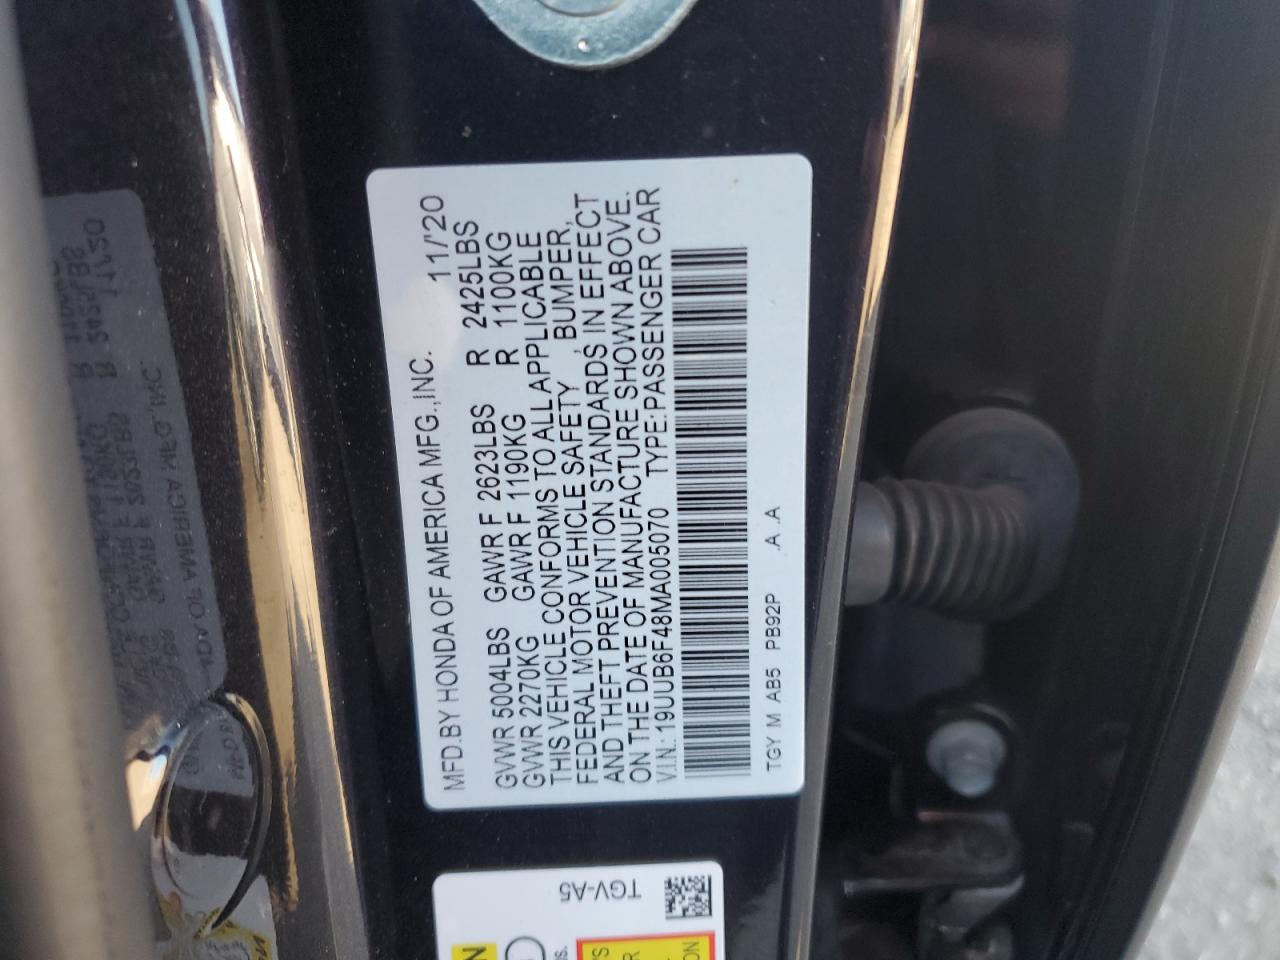 MFD.BY HONDA OF AMERICA MFG.,INC. 11/'20
GVWR 5004LBS GAWR F 2623LBS R 2425LBS
GVWR 2270KG GAWR F 1190KG R 1100KG
THIS VEHICLE CONFORMS TO ALL APPLICABLE
FEDERAL MOTOR VEHICLE SAFETY , BUMPER,
AND THEFT PREVENTION STANDARDS IN EFFECT
ON THE DATE OF MANUFACTURE SHOWN ABOVE.
V.I.N.: 19UUB6F48MA005070 TYPE:PASSENGER CAR
TGY M AB5 PB92P .A .A
TGV-A5